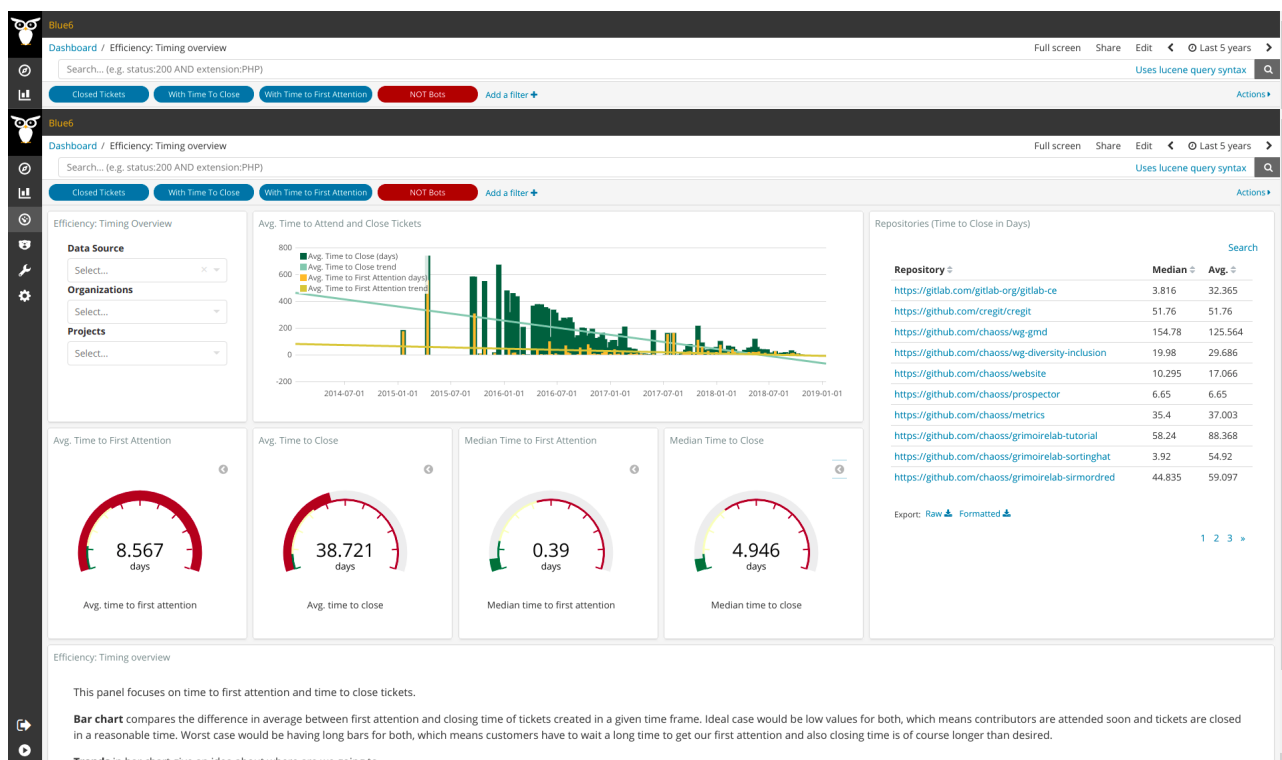 Blue6
Dashboard / Efficiency: Timing overview
Full screen Share Edit Last 5 years
Search... (e.g. status:200 AND extension:PHP)
Uses lucene query syntax
Closed Tickets With Time To Close With Time to First Attention NOT Bots Add a filter
Actions
Blue6
Dashboard / Efficiency: Timing overview
Full screen Share Edit Last 5 years
Search... (e.g. status:200 AND extension:PHP)
Uses lucene query syntax
Closed Tickets With Time To Close With Time to First Attention NOT Bots Add a filter
Actions
Efficiency: Timing Overview
Data Source
Select...
Organizations
Select...
Projects
Select...
Avg. Time to Attend and Close Tickets
800
600
400
200
0
-200
Avg. Time to Close (days)
Avg. Time to Close trend
Avg. Time to First Attention days)
Avg. Time to First Attention trend
2014-07-01 2015-01-01 2015-07-01 2016-01-01 2016-07-01 2017-01-01 2017-07-01 2018-01-01 2018-07-01 2019-01-01
Repositories (Time to Close in Days)
Search
Repository Median Avg.
https://gitlab.com/gitlab-org/gitlab-ce 3.816 32.365
https://github.com/cregit/cregit 51.76 51.76
https://github.com/chaoss/wg-gmd 154.78 125.564
https://github.com/chaoss/wg-diversity-inclusion 19.98 29.686
https://github.com/chaoss/website 10.295 17.066
https://github.com/chaoss/prospector 6.65 6.65
https://github.com/chaoss/metrics 35.4 37.003
https://github.com/chaoss/grimoirelab-tutorial 58.24 88.368
https://github.com/chaoss/grimoirelab-sortinghat 3.92 54.92
https://github.com/chaoss/grimoirelab-sirmordred 44.835 59.097
Export: Raw Formatted
1 2 3 »
Avg. Time to First Attention
8.567
days
Avg. time to first attention
Avg. Time to Close
38.721
days
Avg. time to close
Median Time to First Attention
0.39
days
Median time to first attention
Median Time to Close
4.946
days
Median time to close
Efficiency: Timing overview
This panel focuses on time to first attention and time to close tickets.
Bar chart compares the difference in average between first attention and closing time of tickets created in a given time frame. Ideal case would be low values for both, which means contributors are attended soon and tickets are closed
in a reasonable time. Worst case would be having long bars for both, which means customers have to wait a long time to get our first attention and also closing time is of course longer than desired.
Trends in bar chart give an idea about where are we going to